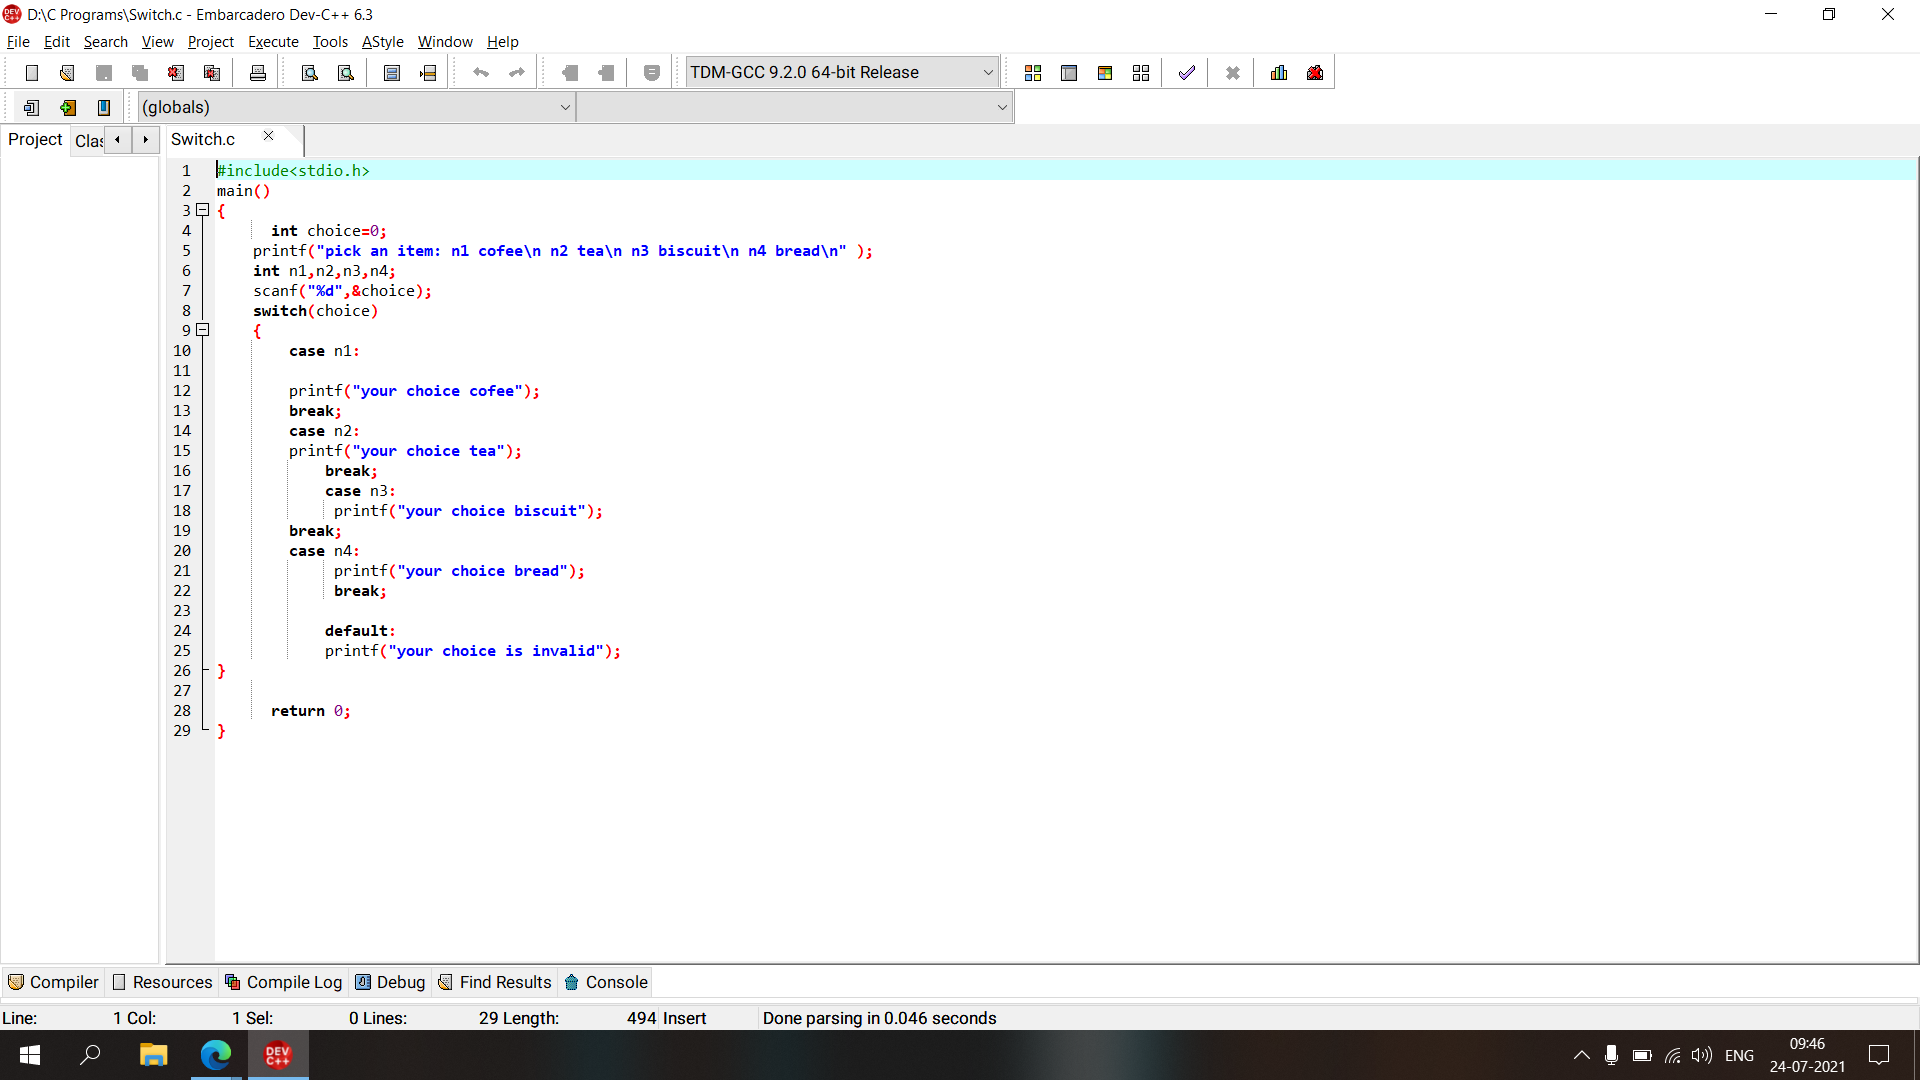 D:\C Programs\Switch.c - Embarcadero Dev-C++ 6.3
File Edit Search View Project Execute Tools AStyle Window Help
TDM-GCC 9.2.0 64-bit Release
(globals)
Project Clas Switch.c
1 #include<stdio.h>
2 main()
3 {
4 int choice=0;
5 printf("pick an item: n1 cofee\n n2 tea\n n3 biscuit\n n4 bread\n" );
6 int n1,n2,n3,n4;
7 scanf("%d",&choice);
8 switch(choice)
9 {
10 case n1:
11
12 printf("your choice cofee");
13 break;
14 case n2:
15 printf("your choice tea");
16 break;
17 case n3:
18 printf("your choice biscuit");
19 break;
20 case n4:
21 printf("your choice bread");
22 break;
23
24 default:
25 printf("your choice is invalid");
26 }
27
28 return 0;
29 }
Compiler Resources Compile Log Debug Find Results Console
Line: 1 Col: 1 Sel: 0 Lines: 29 Length: 494 Insert Done parsing in 0.046 seconds
DEV C++ ENG 09:46
24-07-2021